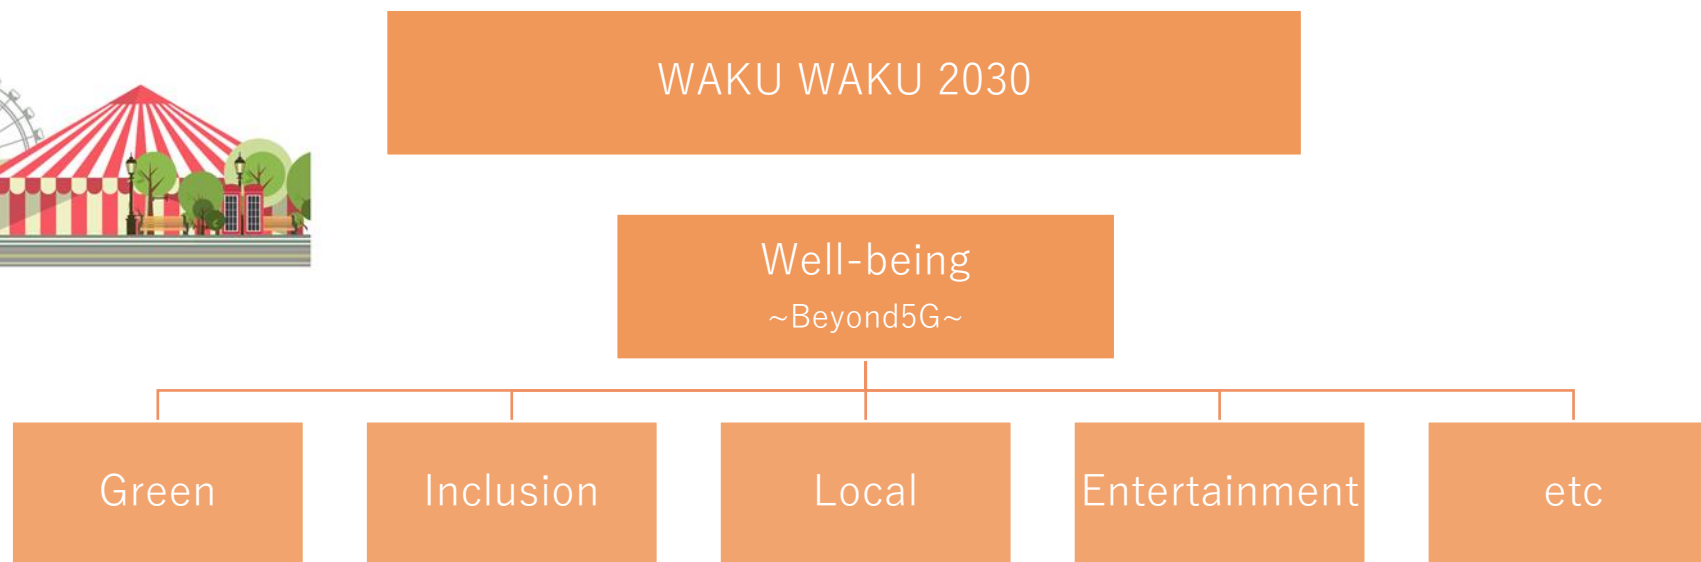 WAKU WAKU 2030
Well-being
~Beyond5G~
Green
Inclusion
Local
Entertainment
etc